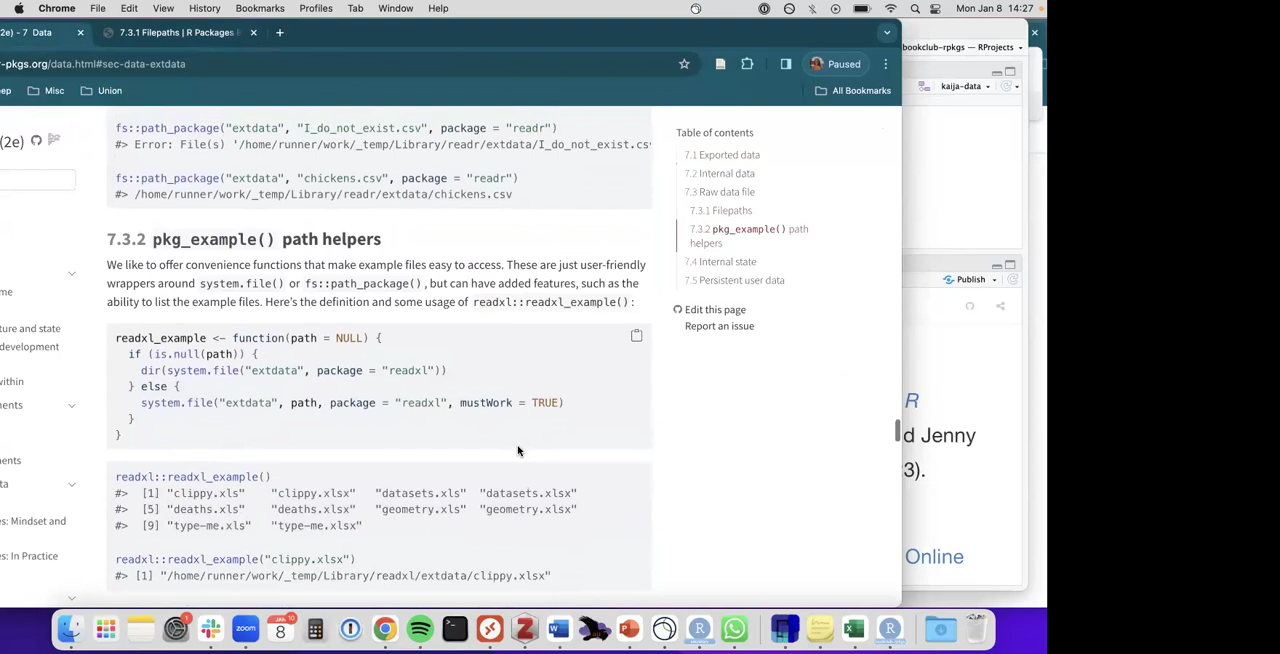 Chrome File Edit View History Bookmarks Profiles Tab Window Help Mon Jan 8 14:27
2e) - 7 Data 7.3.1 Filepaths | R Packages
-pkgs.org/data.html#sec-data-extdata Paused
eep Misc Union All Bookmarks
bookclub-rpkgs — RProjects
kaija-data
(2e)
fs::path_package("extdata", "I_do_not_exist.csv", package = "readr")
#> Error: File(s) '/home/runner/work/_temp/Library/readr/extdata/I_do_not_exist.csv
fs::path_package("extdata", "chickens.csv", package = "readr")
#> /home/runner/work/_temp/Library/readr/extdata/chickens.csv
7.3.2 pkg_example() path helpers
We like to offer convenience functions that make example files easy to access. These are just user-friendly
wrappers around system.file() or fs::path_package(), but can have added features, such as the
ability to list the example files. Here's the definition and some usage of readxl::readxl_example():
readxl_example <- function(path = NULL) {
if (is.null(path)) {
dir(system.file("extdata", package = "readxl"))
} else {
system.file("extdata", path, package = "readxl", mustWork = TRUE)
}
}
readxl::readxl_example()
#> [1] "clippy.xls" "clippy.xlsx" "datasets.xls" "datasets.xlsx"
#> [5] "deaths.xls" "deaths.xlsx" "geometry.xls" "geometry.xlsx"
#> [9] "type-me.xls" "type-me.xlsx"
readxl::readxl_example("clippy.xlsx")
#> [1] "/home/runner/work/_temp/Library/readxl/extdata/clippy.xlsx"
Table of contents
7.1 Exported data
7.2 Internal data
7.3 Raw data file
7.3.1 Filepaths
7.3.2 pkg_example() path
helpers
7.4 Internal state
7.5 Persistent user data
Edit this page
Report an issue
me
ture and state
development
within
ments
ments
ta
es: Mindset and
es: In Practice
Publish
R
d Jenny
3).
Online
zoom
JAN
8